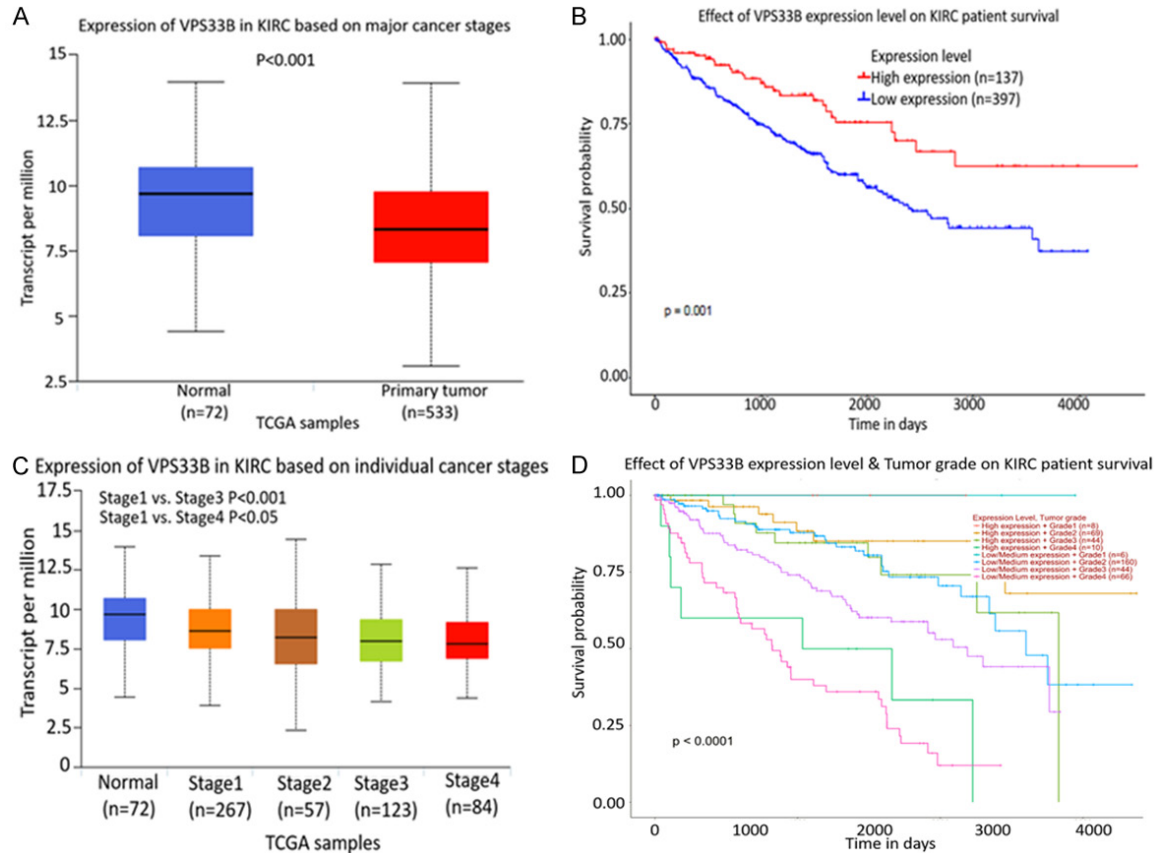 A
Expression of VPS33B in KIRC based on major cancer stages
P<0.001
Transcript per million
15
12.5
10
7.5
5
2.5
Normal
(n=72)
Primary tumor
(n=533)
TCGA samples
B
Effect of VPS33B expression level on KIRC patient survival
Expression level
High expression (n=137)
Low expression (n=397)
Survival probability
1.00
0.75
0.50
0.25
0.00
p = 0.001
0 1000 2000 3000 4000
Time in days
C
Expression of VPS33B in KIRC based on individual cancer stages
Stage1 vs. Stage3 P<0.001
Stage1 vs. Stage4 P<0.05
Transcript per million
17.5
15
12.5
10
7.5
5
2.5
0
Normal
(n=72)
Stage1
(n=267)
Stage2
(n=57)
Stage3
(n=123)
Stage4
(n=84)
TCGA samples
D
Effect of VPS33B expression level & Tumor grade on KIRC patient survival
Expression Level, Tumor grade
High expression + Grade1 (n=8)
High expression + Grade2 (n=69)
High expression + Grade3 (n=44)
High expression + Grade4 (n=10)
Low/Medium expression + Grade1 (n=6)
Low/Medium expression + Grade2 (n=160)
Low/Medium expression + Grade3 (n=44)
Low/Medium expression + Grade4 (n=66)
Survival probability
1.00
0.75
0.50
0.25
0.00
p < 0.0001
0 1000 2000 3000 4000
Time in days